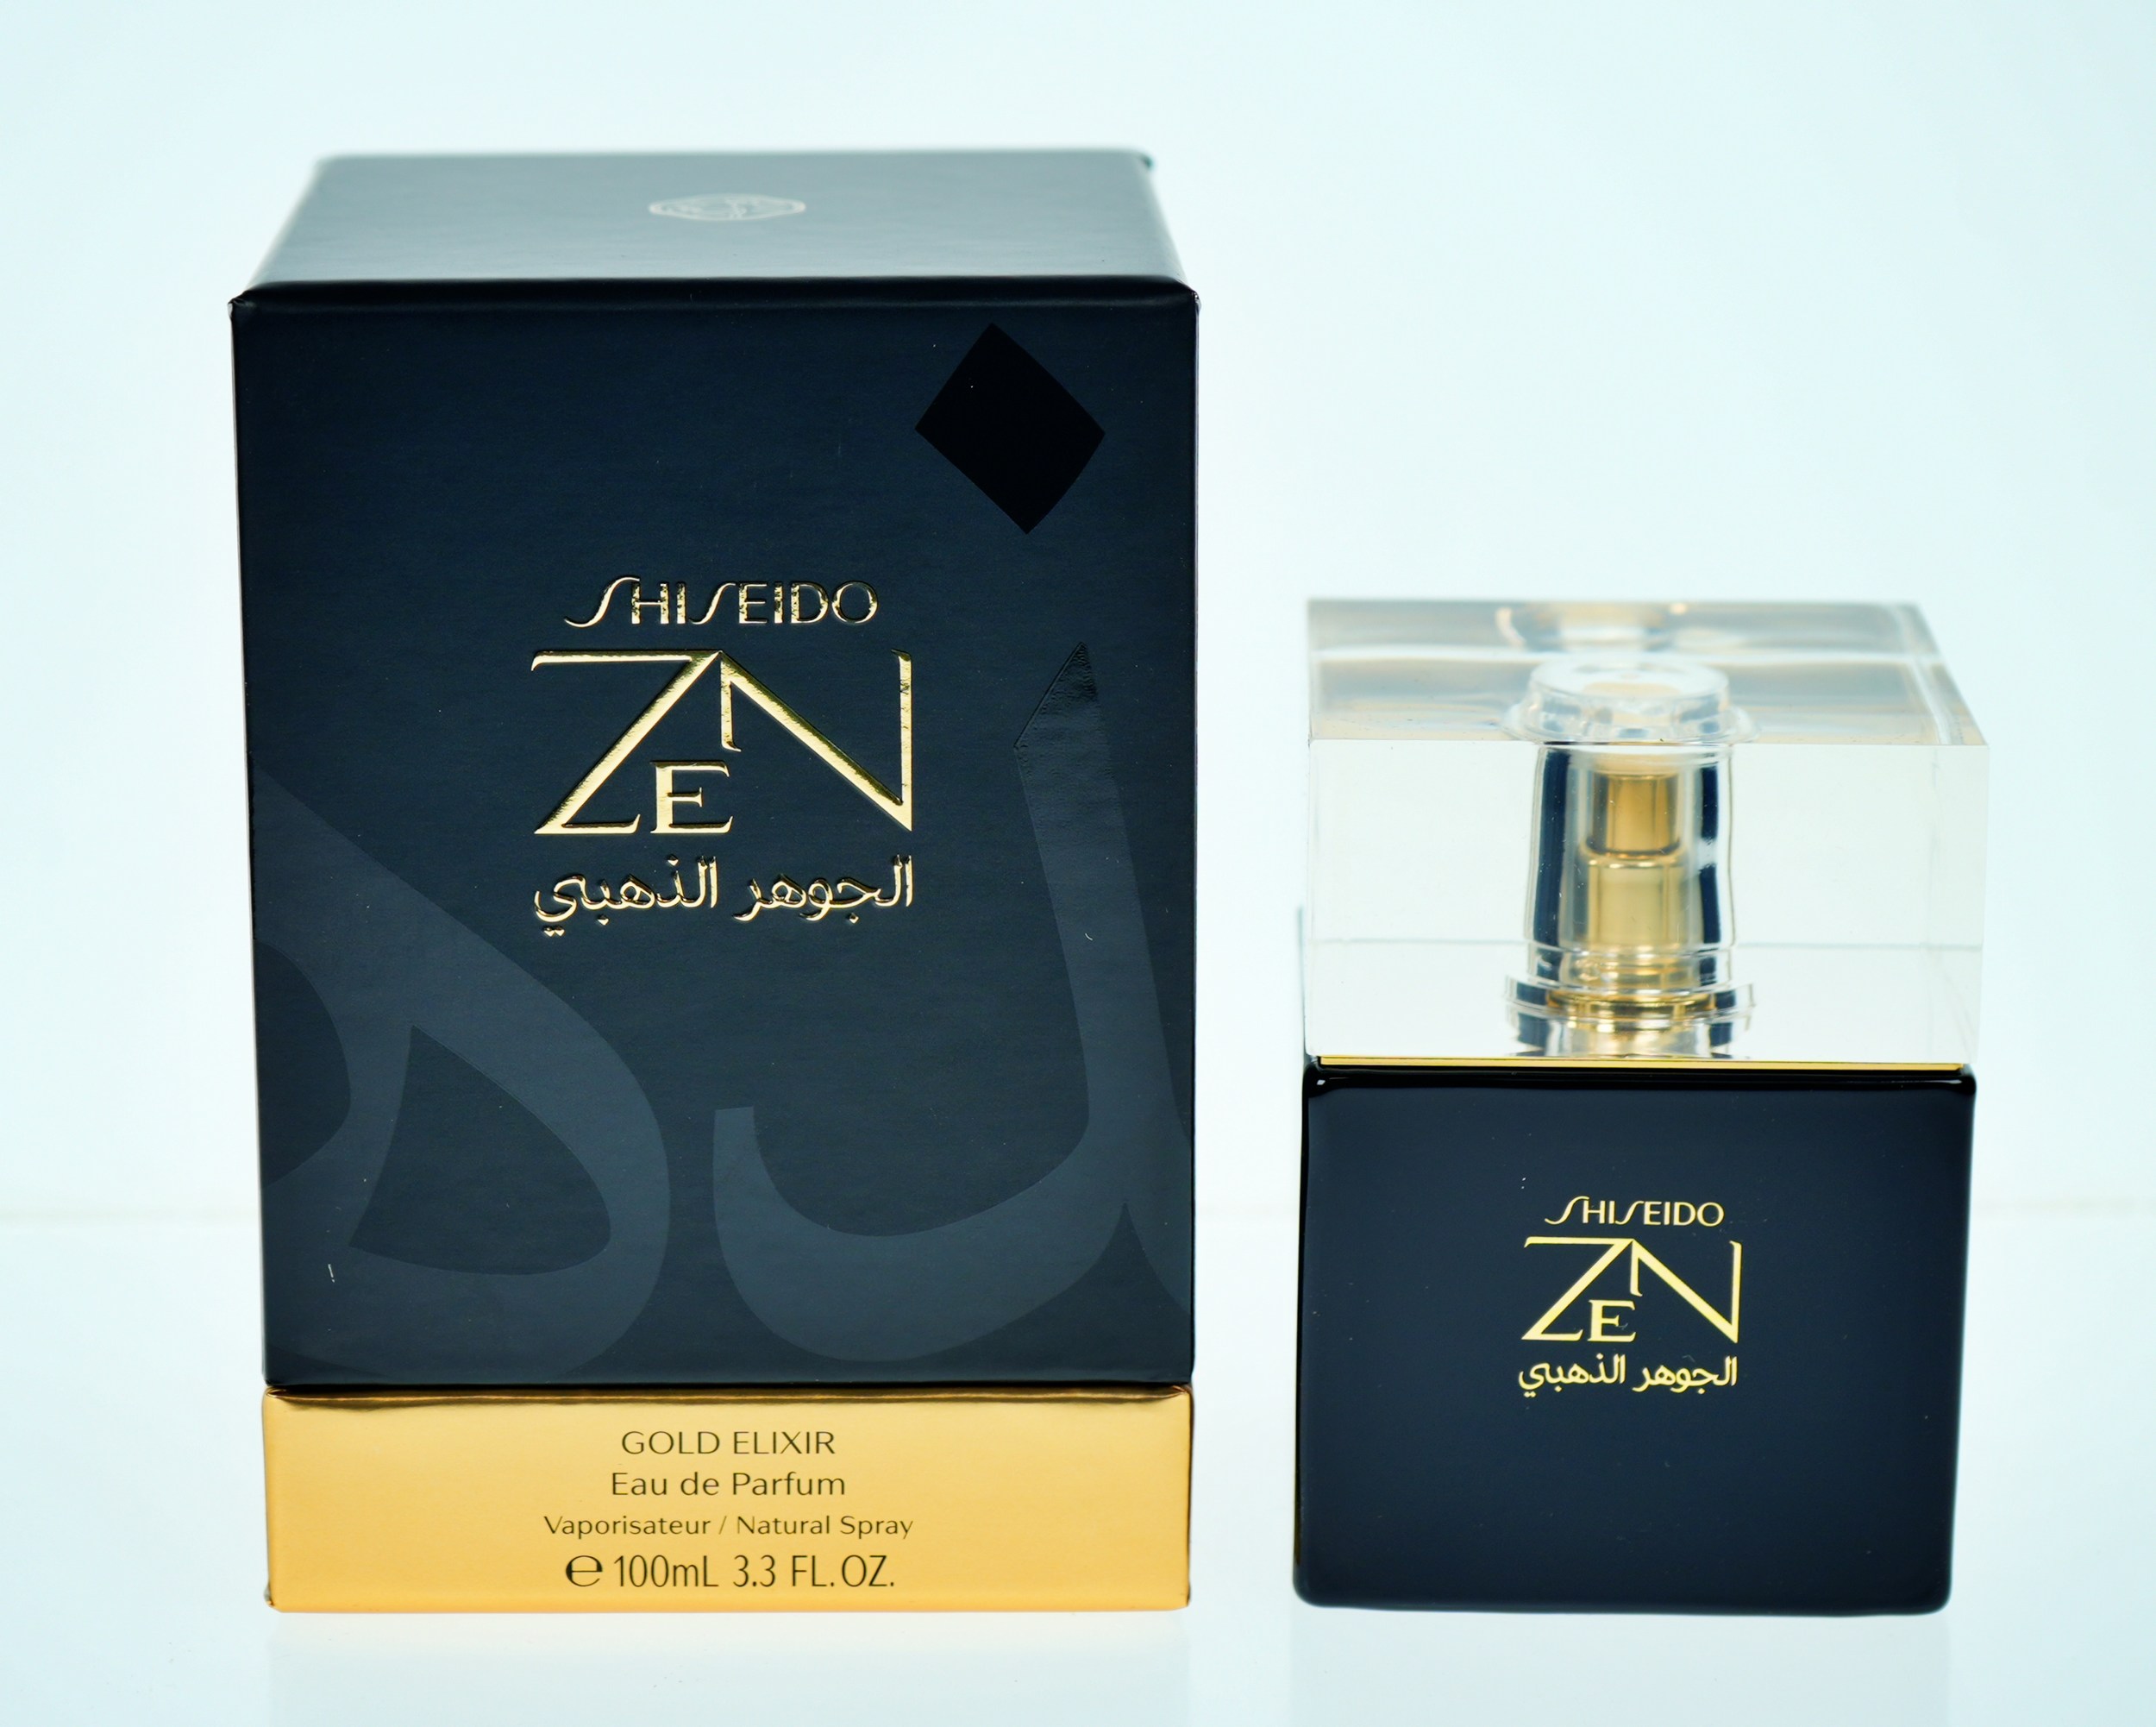 SHISEIDO
ZEN
الجوهر الذهبي
GOLD ELIXIR
Eau de Parfum
Vaporisateur / Natural Spray
℮ 100mL 3.3 FL.OZ.
SHISEIDO
ZEN
الجوهر الذهبي